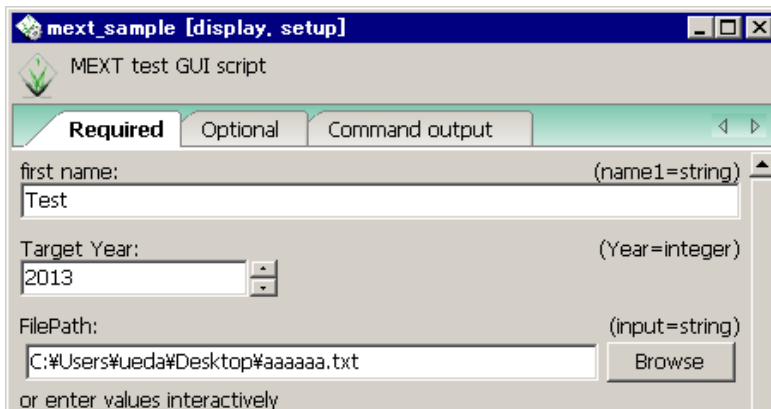 mext_sample [display, setup]
MEXT test GUI script
Required Optional Command output
first name: (name1=string)
Test
Target Year: (Year=integer)
2013
FilePath: (input=string)
C:¥Users¥ueda¥Desktop¥aaaaaa.txt Browse
or enter values interactively